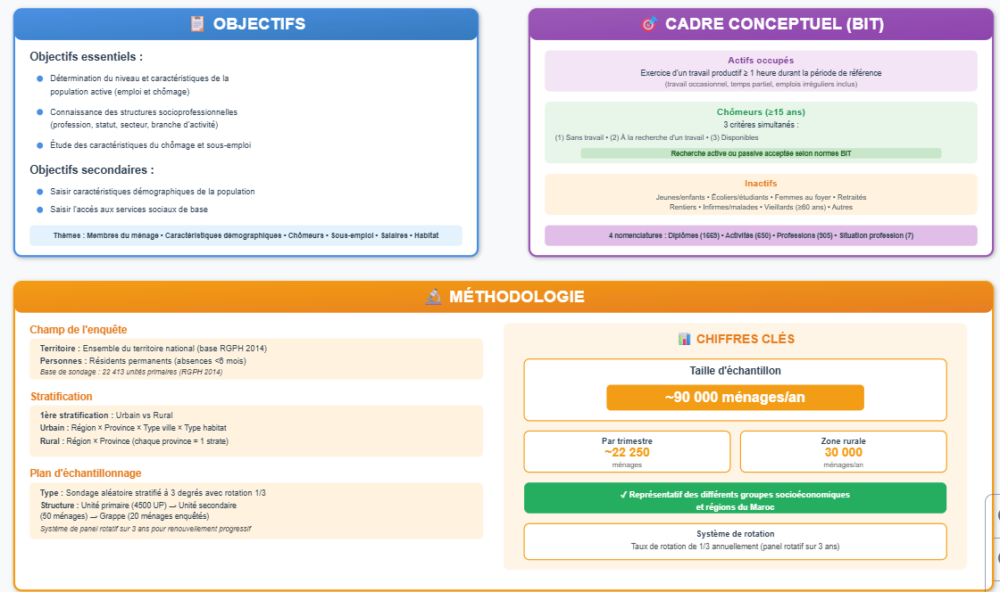 OBJECTIFS
Objectifs essentiels :
Détermination du niveau et caractéristiques de la
population active (emploi et chômage)
Connaissance des structures socioprofessionnelles
(profession, statut, secteur, branche d'activité)
Étude des caractéristiques du chômage et sous-emploi
Objectifs secondaires :
Saisir caractéristiques démographiques de la population
Saisir l'accès aux services sociaux de base
Thèmes : Membres du ménage • Caractéristiques démographiques • Chômeurs • Sous-emploi • Salaires • Habitat
CADRE CONCEPTUEL (BIT)
Actifs occupés
Exercice d'un travail productif ≥ 1 heure durant la période de référence
(travail occasionnel, temps partiel, emplois irréguliers inclus)
Chômeurs (≥15 ans)
3 critères simultanés :
(1) Sans travail • (2) À la recherche d'un travail • (3) Disponibles
Recherche active ou passive acceptée selon normes BIT
Inactifs
Jeunes/enfants • Écoliers/étudiants • Femmes au foyer • Retraités
Rentiers • Infirmes/malades • Vieillards (≥60 ans) • Autres
4 nomenclatures : Diplômes (1669) • Activités (650) • Professions (905) • Situation profession (7)
MÉTHODOLOGIE
Champ de l'enquête
Territoire : Ensemble du territoire national (base RGPH 2014)
Personnes : Résidents permanents (absences <6 mois)
Base de sondage : 22 413 unités primaires (RGPH 2014)
Stratification
1ère stratification : Urbain vs Rural
Urbain : Région × Province × Type ville × Type habitat
Rural : Région × Province (chaque province = 1 strate)
Plan d'échantillonnage
Type : Sondage aléatoire stratifié à 3 degrés avec rotation 1/3
Structure : Unité primaire (4500 UP) → Unité secondaire
(50 ménages) → Grappe (20 ménages enquêtés)
Système de panel rotatif sur 3 ans pour renouvellement progressif
CHIFFRES CLÉS
Taille d'échantillon
~90 000 ménages/an
Par trimestre
~22 250
ménages
Zone rurale
30 000
ménages/an
✓ Représentatif des différents groupes socioéconomiques
et régions du Maroc
Système de rotation
Taux de rotation de 1/3 annuellement (panel rotatif sur 3 ans)